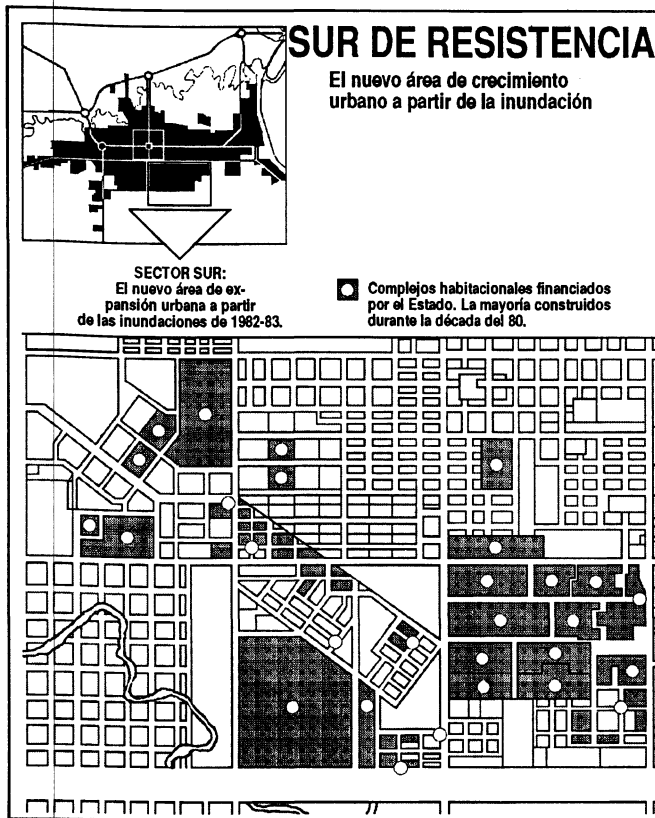 SUR DE RESISTENCIA
El nuevo área de crecimiento
urbano a partir de la inundación
SECTOR SUR:
El nuevo área de ex-
pansión urbana a partir
de las inundaciones de 1982-83.
Complejos habitacionales financiados
por el Estado. La mayoría construidos
durante la década del 80.